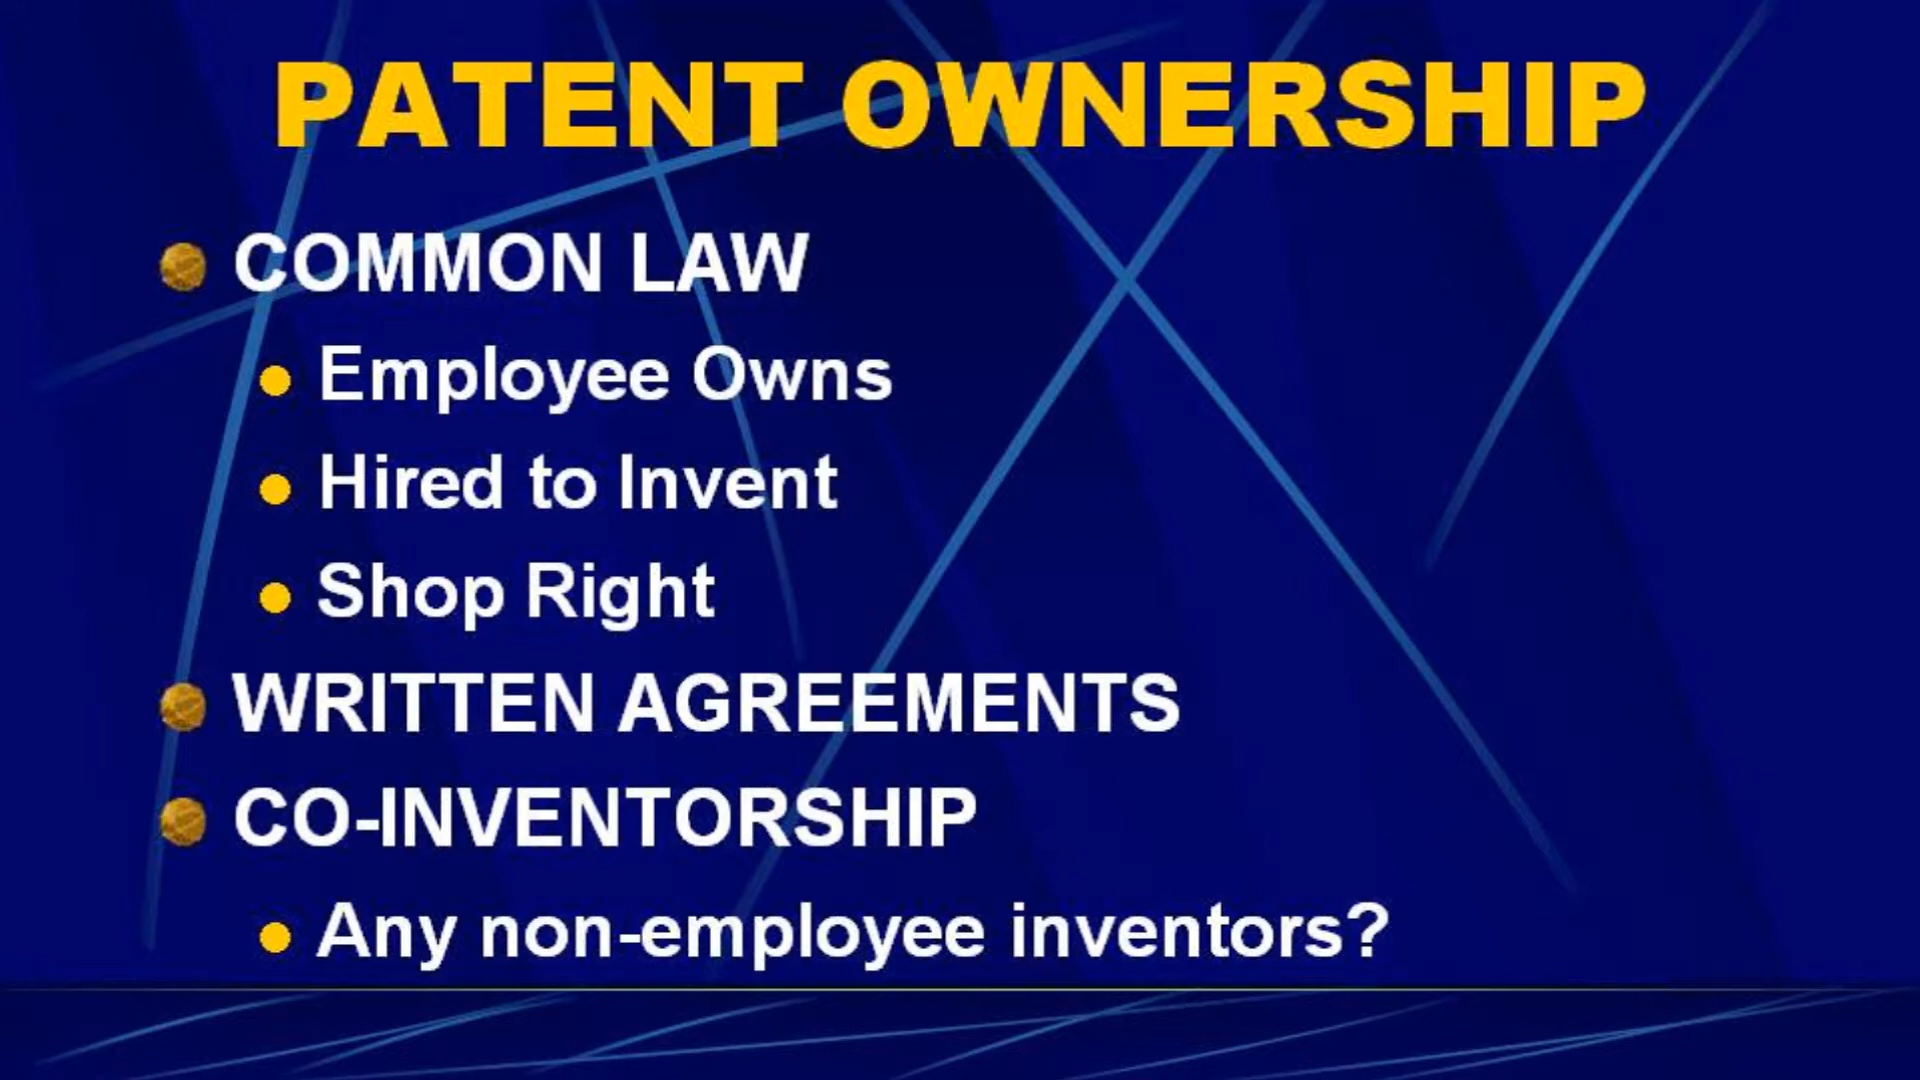 PATENT OWNERSHIP
COMMON LAW
Employee Owns
Hired to Invent
Shop Right
WRITTEN AGREEMENTS
CO-INVENTORSHIP
Any non-employee inventors?